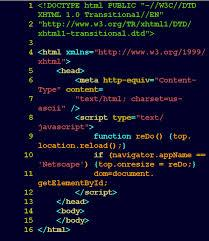 1 <!DOCTYPE html PUBLIC "-//W3C//DTD
XHTML 1.0 Transitional//EN"
2 "http://www.w3.org/TR/xhtml1/DTD/
xhtml1-transitional.dtd">
3
4 <html xmlns="http://www.w3.org/1999/
xhtml">
5 <head>
6 <meta http-equiv="Content-
Type" content=
7 "text/html; charset=us-
ascii" />
8 <script type="text/
javascript">
9 function reDo() {top.
location.reload();}
10 if (navigator.appName ==
'Netscape') {top.onresize = reDo;}
11 dom=document.
getElementById;
12 </script>
13 </head>
14 <body>
15 </body>
16 </html>